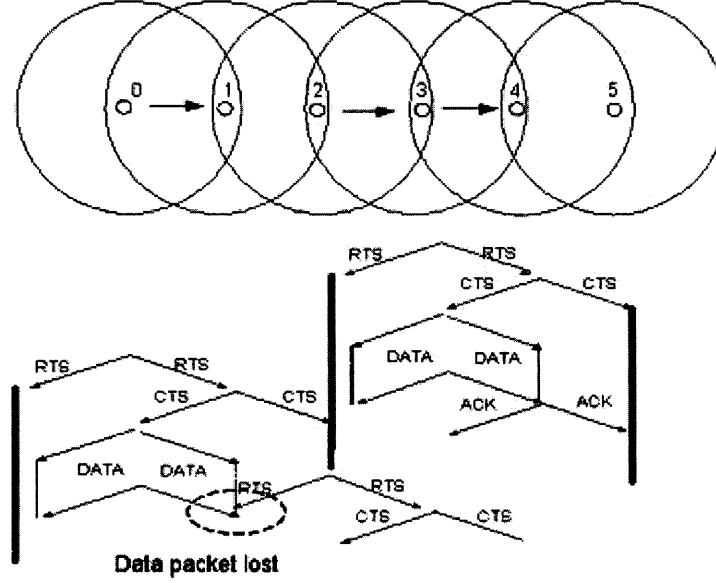 0 1 2 3 4 5
RTS RTS
CTS CTS
DATA DATA
RTS RTS
CTS CTS
ACK ACK
DATA DATA
RTS RTS
CTS CTS
Data packet lost